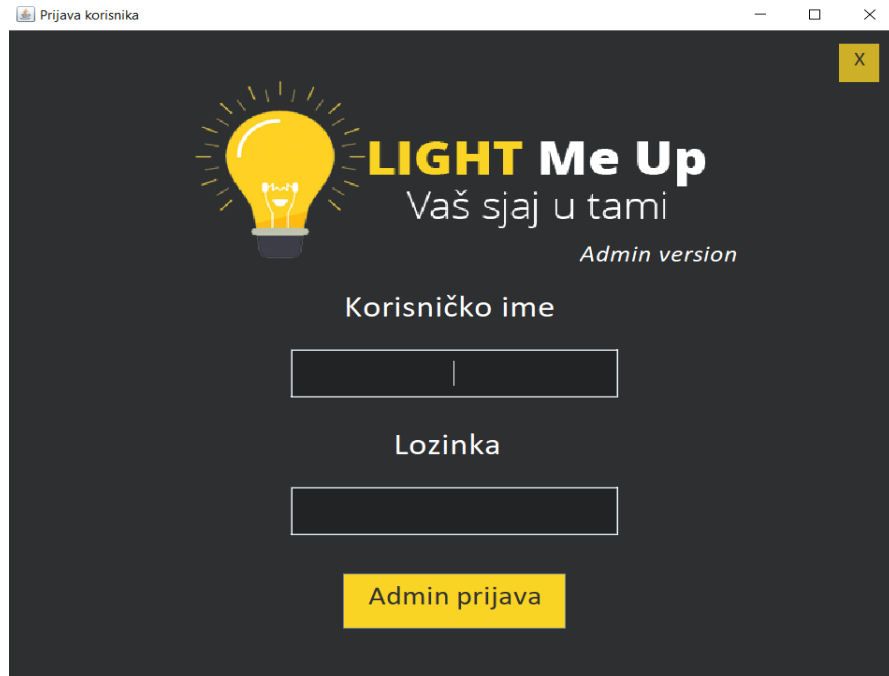 Prijava korisnika
X
LIGHT Me Up
Vaš sjaj u tami
Admin version
Korisničko ime
Lozinka
Admin prijava